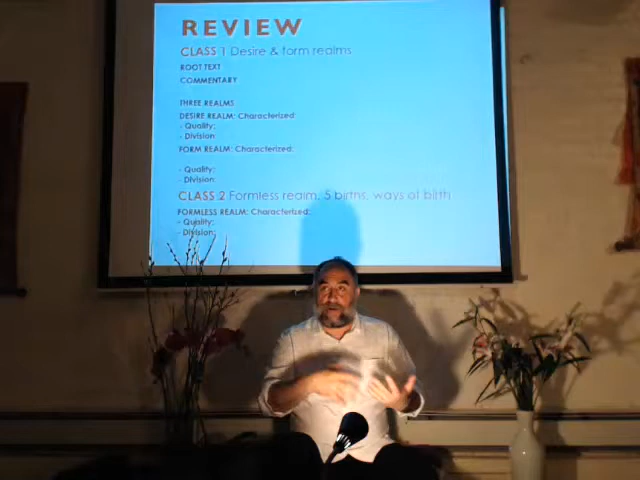 REVIEW
CLASS 1 Desire & form realms
ROOT TEXT
COMMENTARY
THREE REALMS
DESIRE REALM: Characterized
- Quality:
- Division
FORM REALM: Characterized:
- Quality:
- Division:
CLASS 2 Formless realm, 5 births, ways of birth
FORMLESS REALM: Characterized:
- Quality:
- Division: